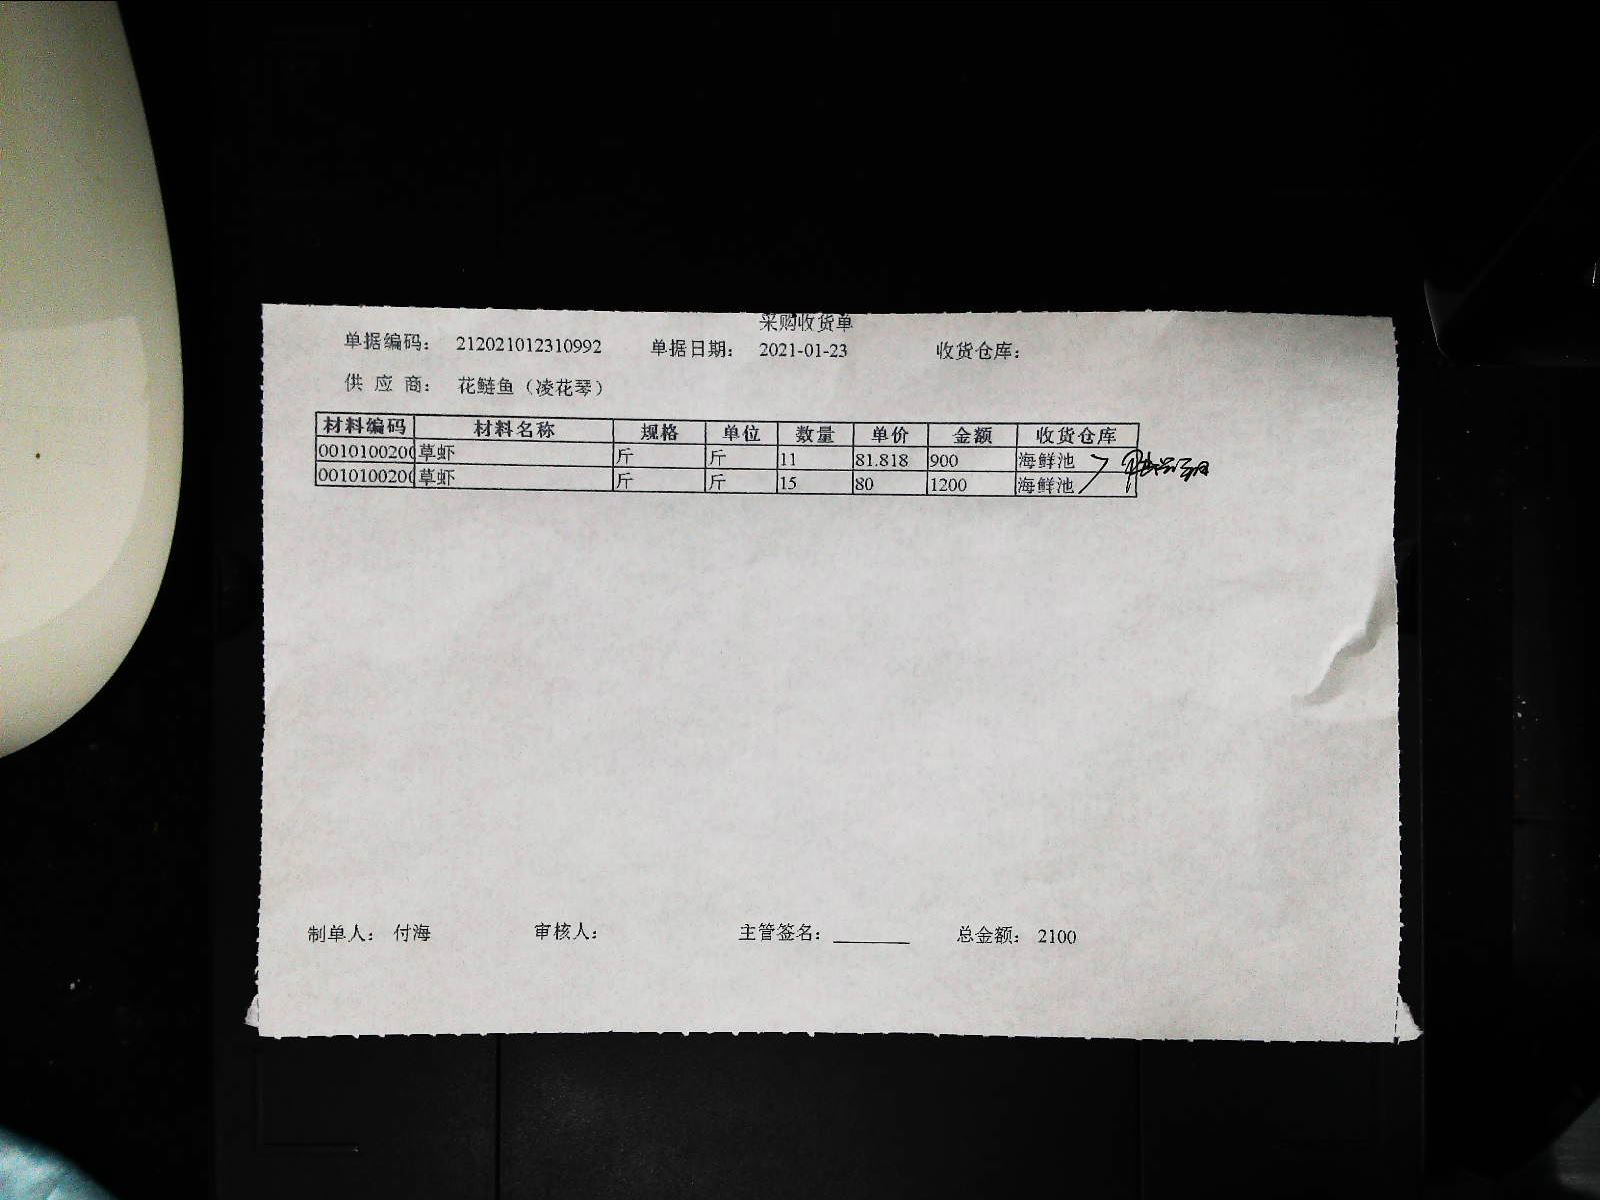 采购收货单
单据编码： 212021012310992 单据日期： 2021-01-23 收货仓库：
供 应 商： 花鲢鱼（凌花琴）
材料编码 材料名称 规格 单位 数量 单价 金额 收货仓库
0010100200 草虾 斤 斤 11 81.818 900 海鲜池
0010100200 草虾 斤 斤 15 80 1200 海鲜池
制单人： 付海 审核人： 主管签名：________ 总金额： 2100